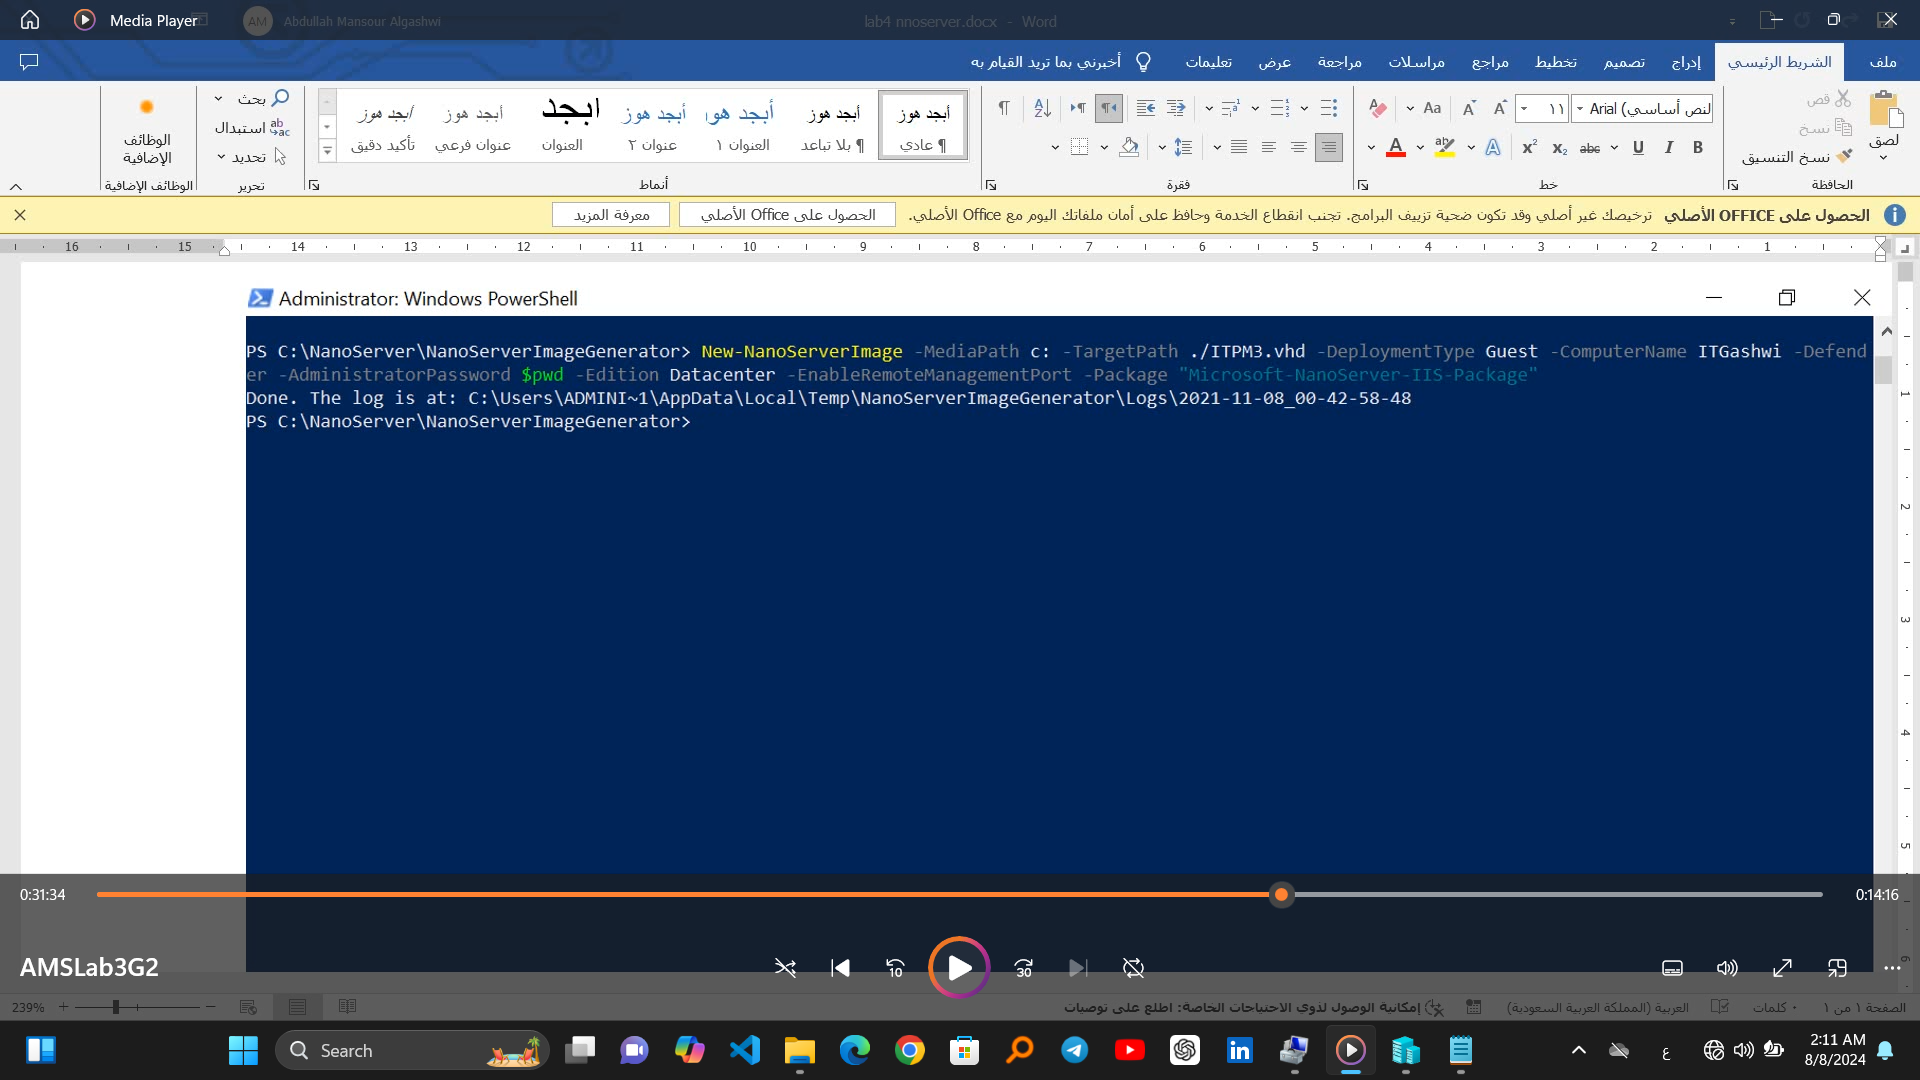 Media Player
AM Abdullah Mansour Algashwi
lab4 nnoserver.docx - Word
ملف الشريط الرئيسي إدراج تصميم تخطيط مراجع مراسلات مراجعة عرض تعليمات أخبرني بما تريد القيام به
قص
نسخ
نسخ التنسيق
لصق
الحافظة
لنص أساسي) Arial ١١ Aa
B I U abc X₂ X² A A
خط
فقرة
أبجد هوز أبجد هوز أبجد هوز أبجد هوز أبجد أبجد هوز أبجد هوز
¶ عادي ¶ بلا تباعد العنوان ١ عنوان ٢ العنوان عنوان فرعي تأكيد دقيق
أنماط
بحث
استبدال
تحديد
تحرير
الوظائف الإضافية
الوظائف الإضافية
الحصول على OFFICE الأصلي ترخيصك غير أصلي وقد تكون ضحية تزييف البرامج. تجنب انقطاع الخدمة وحافظ على أمان ملفاتك اليوم مع Office الأصلي. الحصول على Office الأصلي معرفة المزيد
16 15 14 13 12 11 10 9 8 7 6 5 4 3 2 1
Administrator: Windows PowerShell
PS C:\NanoServer\NanoServerImageGenerator> New-NanoServerImage -MediaPath c: -TargetPath ./ITPM3.vhd -DeploymentType Guest -ComputerName ITGashwi -Defend
er -AdministratorPassword $pwd -Edition Datacenter -EnableRemoteManagementPort -Package "Microsoft-NanoServer-IIS-Package"
Done. The log is at: C:\Users\ADMINI~1\AppData\Local\Temp\NanoServerImageGenerator\Logs\2021-11-08_00-42-58-48
PS C:\NanoServer\NanoServerImageGenerator>
1
2
3
4
5
6
0:31:34 0:14:16
AMSLab3G2
10 30
الصفحة ١ من ١ ٠ كلمات العربية (المملكة العربية السعودية) إمكانية الوصول لذوي الاحتياجات الخاصة: اطلع على توصيات
239%
Search
ع
2:11 AM
8/8/2024